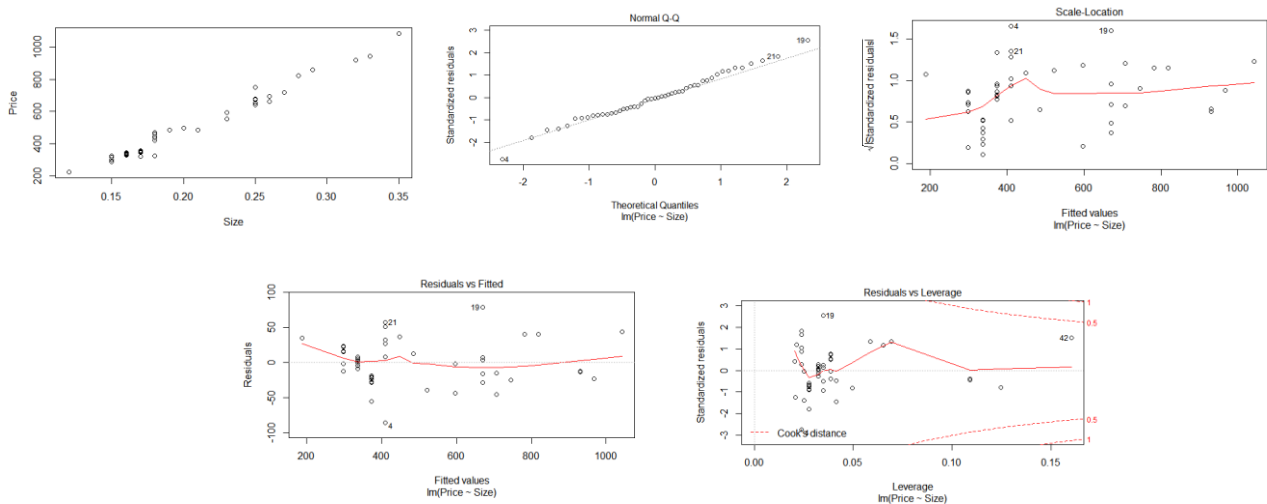 Price
200 400 600 800 1000
0.15 0.20 0.25 0.30 0.35
Size
Normal Q-Q
Standardized residuals
-2 -1 0 1 2 3
19
21
4
-2 -1 0 1 2
Theoretical Quantiles
lm(Price ~ Size)
Scale-Location
√|Standardized residuals|
0.0 0.5 1.0 1.5
4
19
21
200 400 600 800 1000
Fitted values
lm(Price ~ Size)
Residuals vs Fitted
Residuals
-100 -50 0 50 100
19
21
4
200 400 600 800 1000
Fitted values
lm(Price ~ Size)
Residuals vs Leverage
Standardized residuals
-3 -2 -1 0 1 2 3
19
42
1
0.5
0.5
1
4
Cook's distance
0.00 0.05 0.10 0.15
Leverage
lm(Price ~ Size)